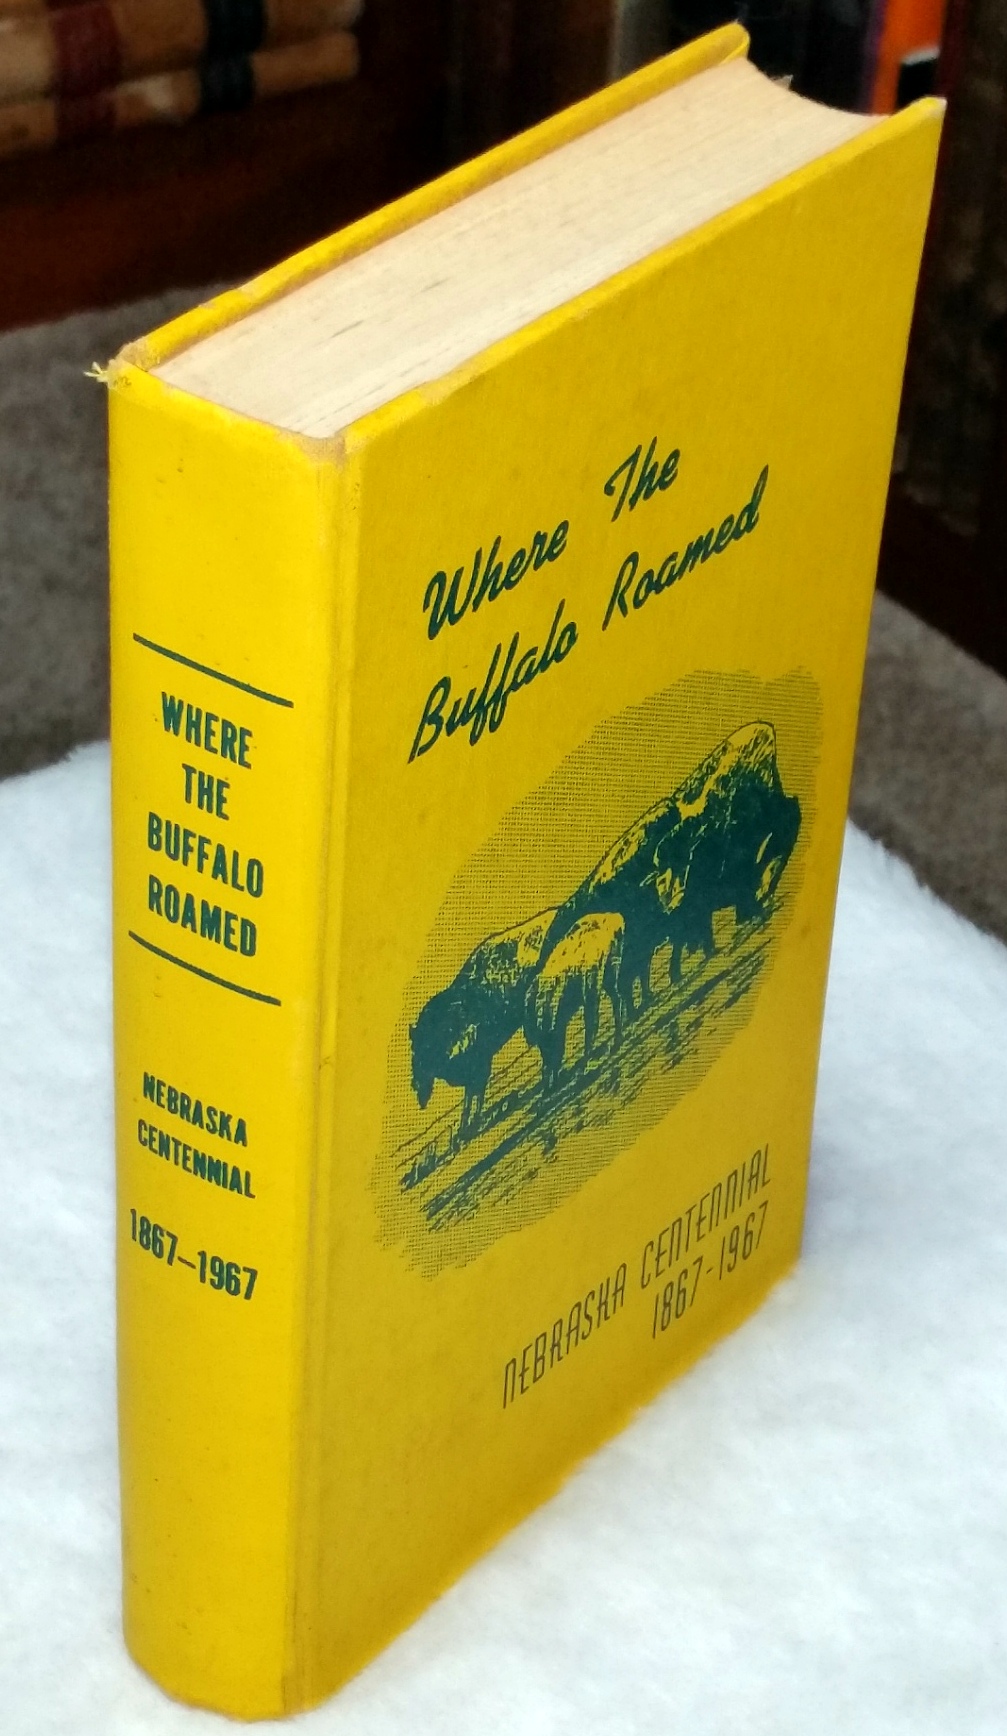 WHERE
THE
BUFFALO
ROAMED
NEBRASKA
CENTENNIAL
1867–1967
Where The
Buffalo Roamed
NEBRASKA CENTENNIAL
1867-1967